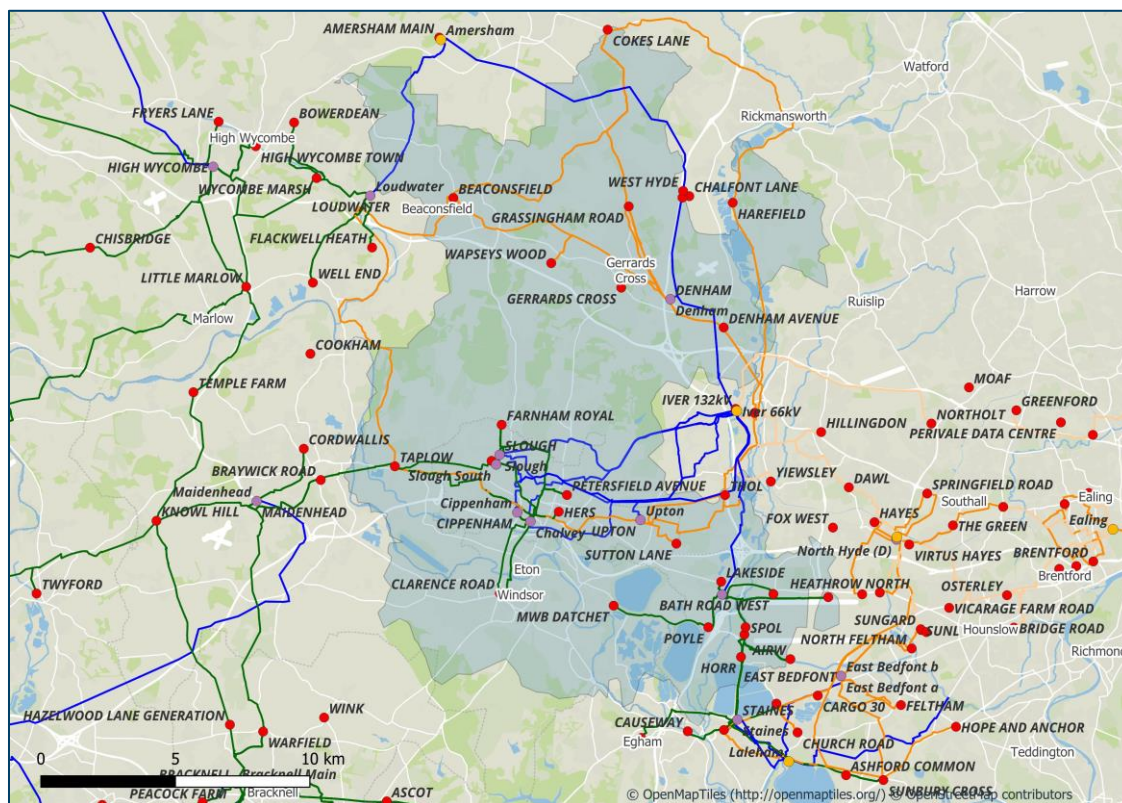 AMERSHAM MAIN
Amersham
COKES LANE
Watford
FRYERS LANE
BOWERDEAN
Rickmansworth
High Wycombe
HIGH WYCOMBE TOWN
HIGH WYCOMBE
WYCOMBE MARSH
Loudwater
LOUDWATER
BEACONSFIELD
Beaconsfield
WEST HYDE
CHALFONT LANE
GRASSINGHAM ROAD
HAREFIELD
CHISBRIDGE
FLACKWELL HEATH
WAPSEYS WOOD
Gerrards
Cross
LITTLE MARLOW
WELL END
GERRARDS CROSS
DENHAM
Denham
Ruislip
Harrow
Marlow
DENHAM AVENUE
COOKHAM
TEMPLE FARM
MOAF
IVER 132kV
Iver 66kV
NORTHOLT
GREENFORD
FARNHAM ROYAL
HILLINGDON
PERIVALE DATA CENTRE
CORDWALLIS
SLOUGH
TAPLOW
Slough
Slough South
BRAYWICK ROAD
YIEWSLEY
DAWL
SPRINGFIELD ROAD
Maidenhead
MAIDENHEAD
PETERSFIELD AVENUE
Southall
Ealing
Cippenham
HERS
KNOWL HILL
CIPPENHAM
Chalvey
UPTON
Upton
FOX WEST
HAYES
THE GREEN
Ealing
SUTTON LANE
North Hyde (D)
VIRTUS HAYES
BRENTFORD
Brentford
Eton
TWYFORD
CLARENCE ROAD
Windsor
LAKESIDE
HEATHROW NORTH
OSTERLEY
MWB DATCHET
BATH ROAD WEST
VICARAGE FARM ROAD
POYLE
SPOL
SUNGARD
SUNL
Hounslow
BRIDGE ROAD
AIRW
NORTH FELTHAM
Richmond
HORR
EAST BEDFONT
East Bedfont b
East Bedfont a
HAZELWOOD LANE GENERATION
WINK
STAINES
CARGO 30
FELTHAM
CAUSEWAY
Egham
Staines
HOPE AND ANCHOR
WARFIELD
Laleham
CHURCH ROAD
Teddington
0
5
10 km
Bracknell Main
ASHFORD COMMON
SUNBURY CROSS
PEACOCK FARM
Bracknell
ASCOT
© OpenMapTiles (http://openmaptiles.org/) © OpenStreetMap contributors